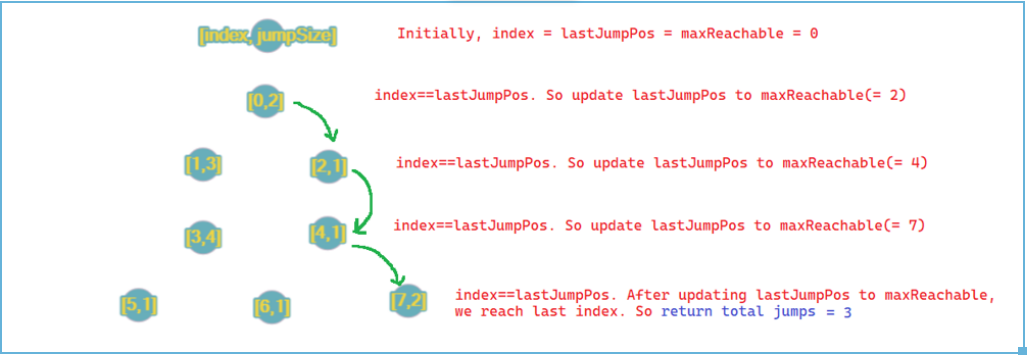 [index, jumpSize] Initially, index = lastJumpPos = maxReachable = 0
[0,2] index==lastJumpPos. So update lastJumpPos to maxReachable(= 2)
[1,3] [2,1] index==lastJumpPos. So update lastJumpPos to maxReachable(= 4)
[3,4] [4,1] index==lastJumpPos. So update lastJumpPos to maxReachable(= 7)
[5,1] [6,1] [7,2] index==lastJumpPos. After updating lastJumpPos to maxReachable,
we reach last index. So return total jumps = 3